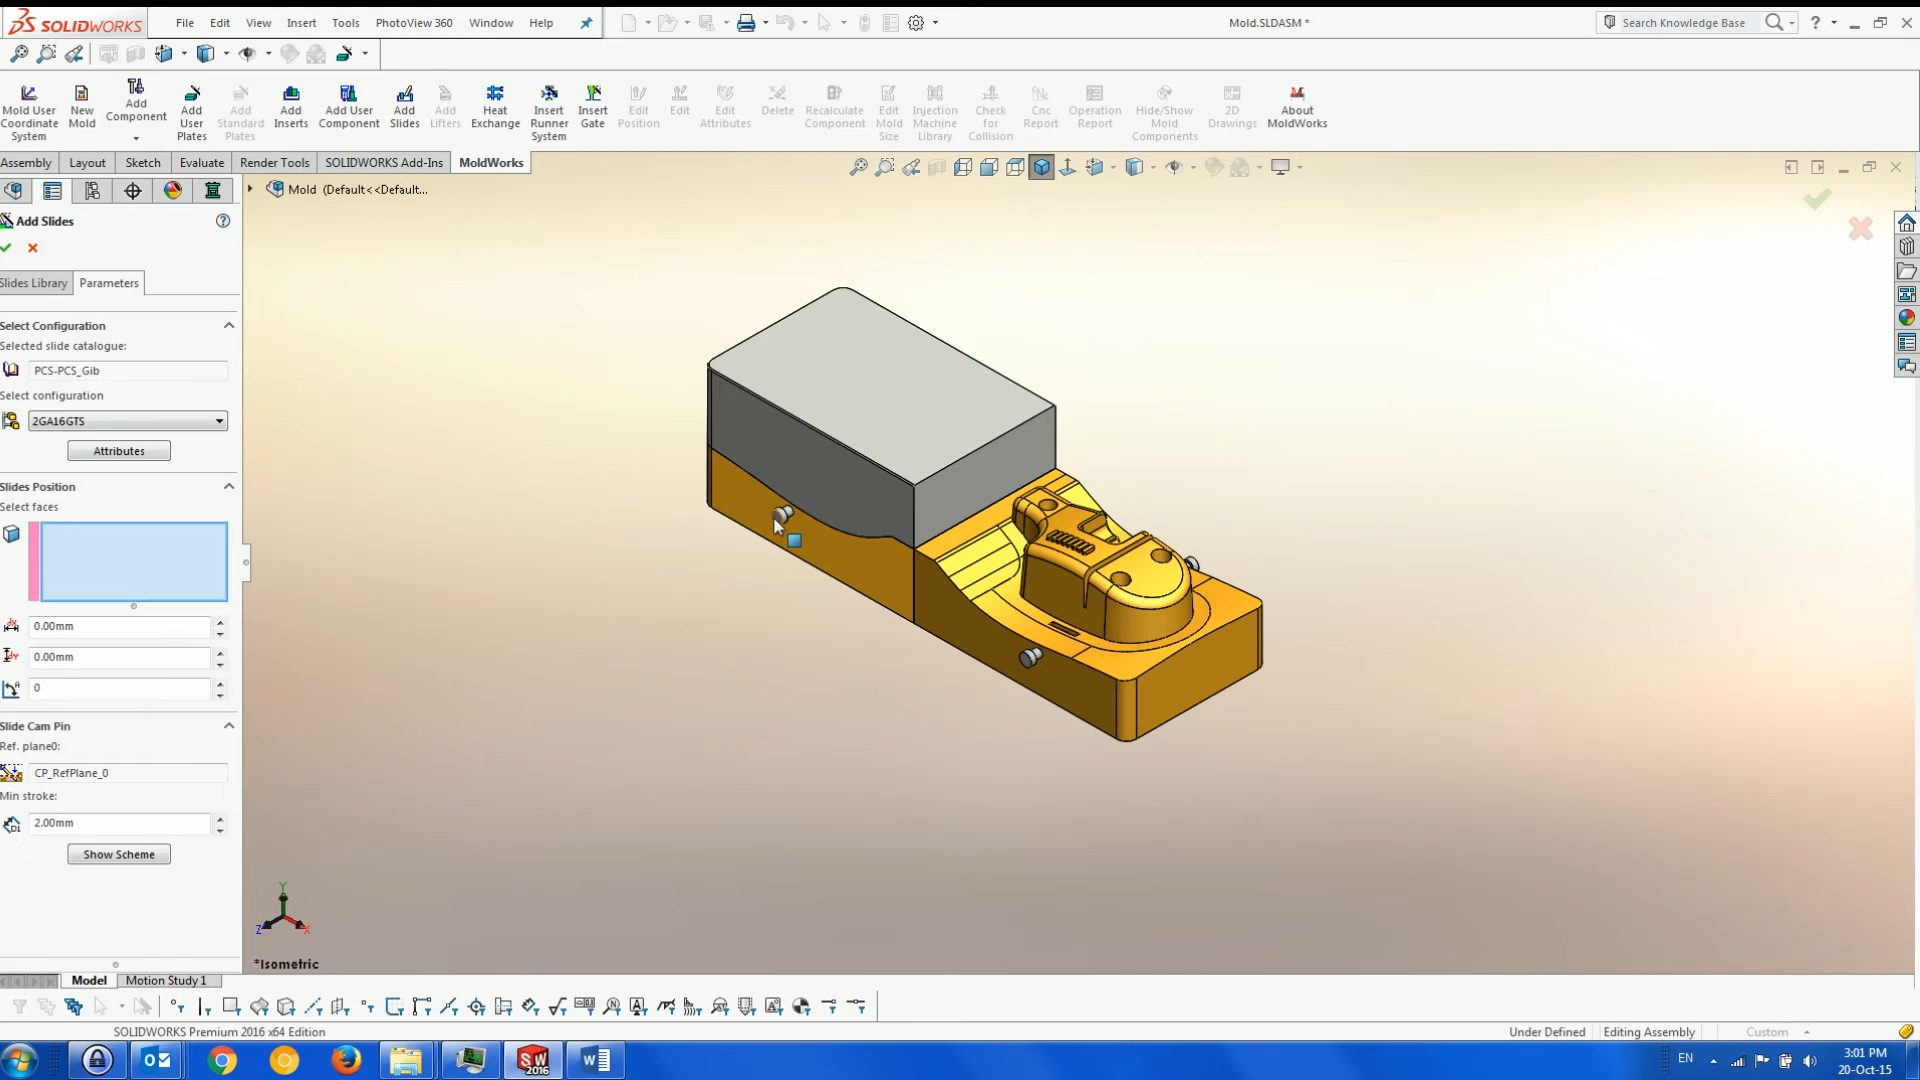 SOLIDWORKS
File Edit View Insert Tools PhotoView 360 Window Help
Mold.SLDASM *
Search Knowledge Base
Mold User Coordinate System
New Mold
Add Component
Add User Plates
Add Standard Plates
Add Inserts
Add User Component
Add Slides
Add Lifters
Heat Exchange
Insert Runner System
Insert Gate
Edit Position
Edit
Edit Attributes
Delete
Recalculate Component
Edit Mold Size
Injection Machine Library
Check for Collision
Cnc Report
Operation Report
Hide/Show Mold Components
2D Drawings
About MoldWorks
Assembly Layout Sketch Evaluate Render Tools SOLIDWORKS Add-Ins MoldWorks
Mold (Default<<Default...
Add Slides
Slides Library Parameters
Select Configuration
Selected slide catalogue:
PCS-PCS_Gib
Select configuration
2GA16GTS
Attributes
Slides Position
Select faces
0.00mm
0.00mm
0
Slide Cam Pin
Ref. plane0:
CP_RefPlane_0
Min stroke:
2.00mm
Show Scheme
Y
Z
X
*Isometric
Model Motion Study 1
SOLIDWORKS Premium 2016 x64 Edition
Under Defined Editing Assembly Custom
EN
3:01 PM
20-Oct-15